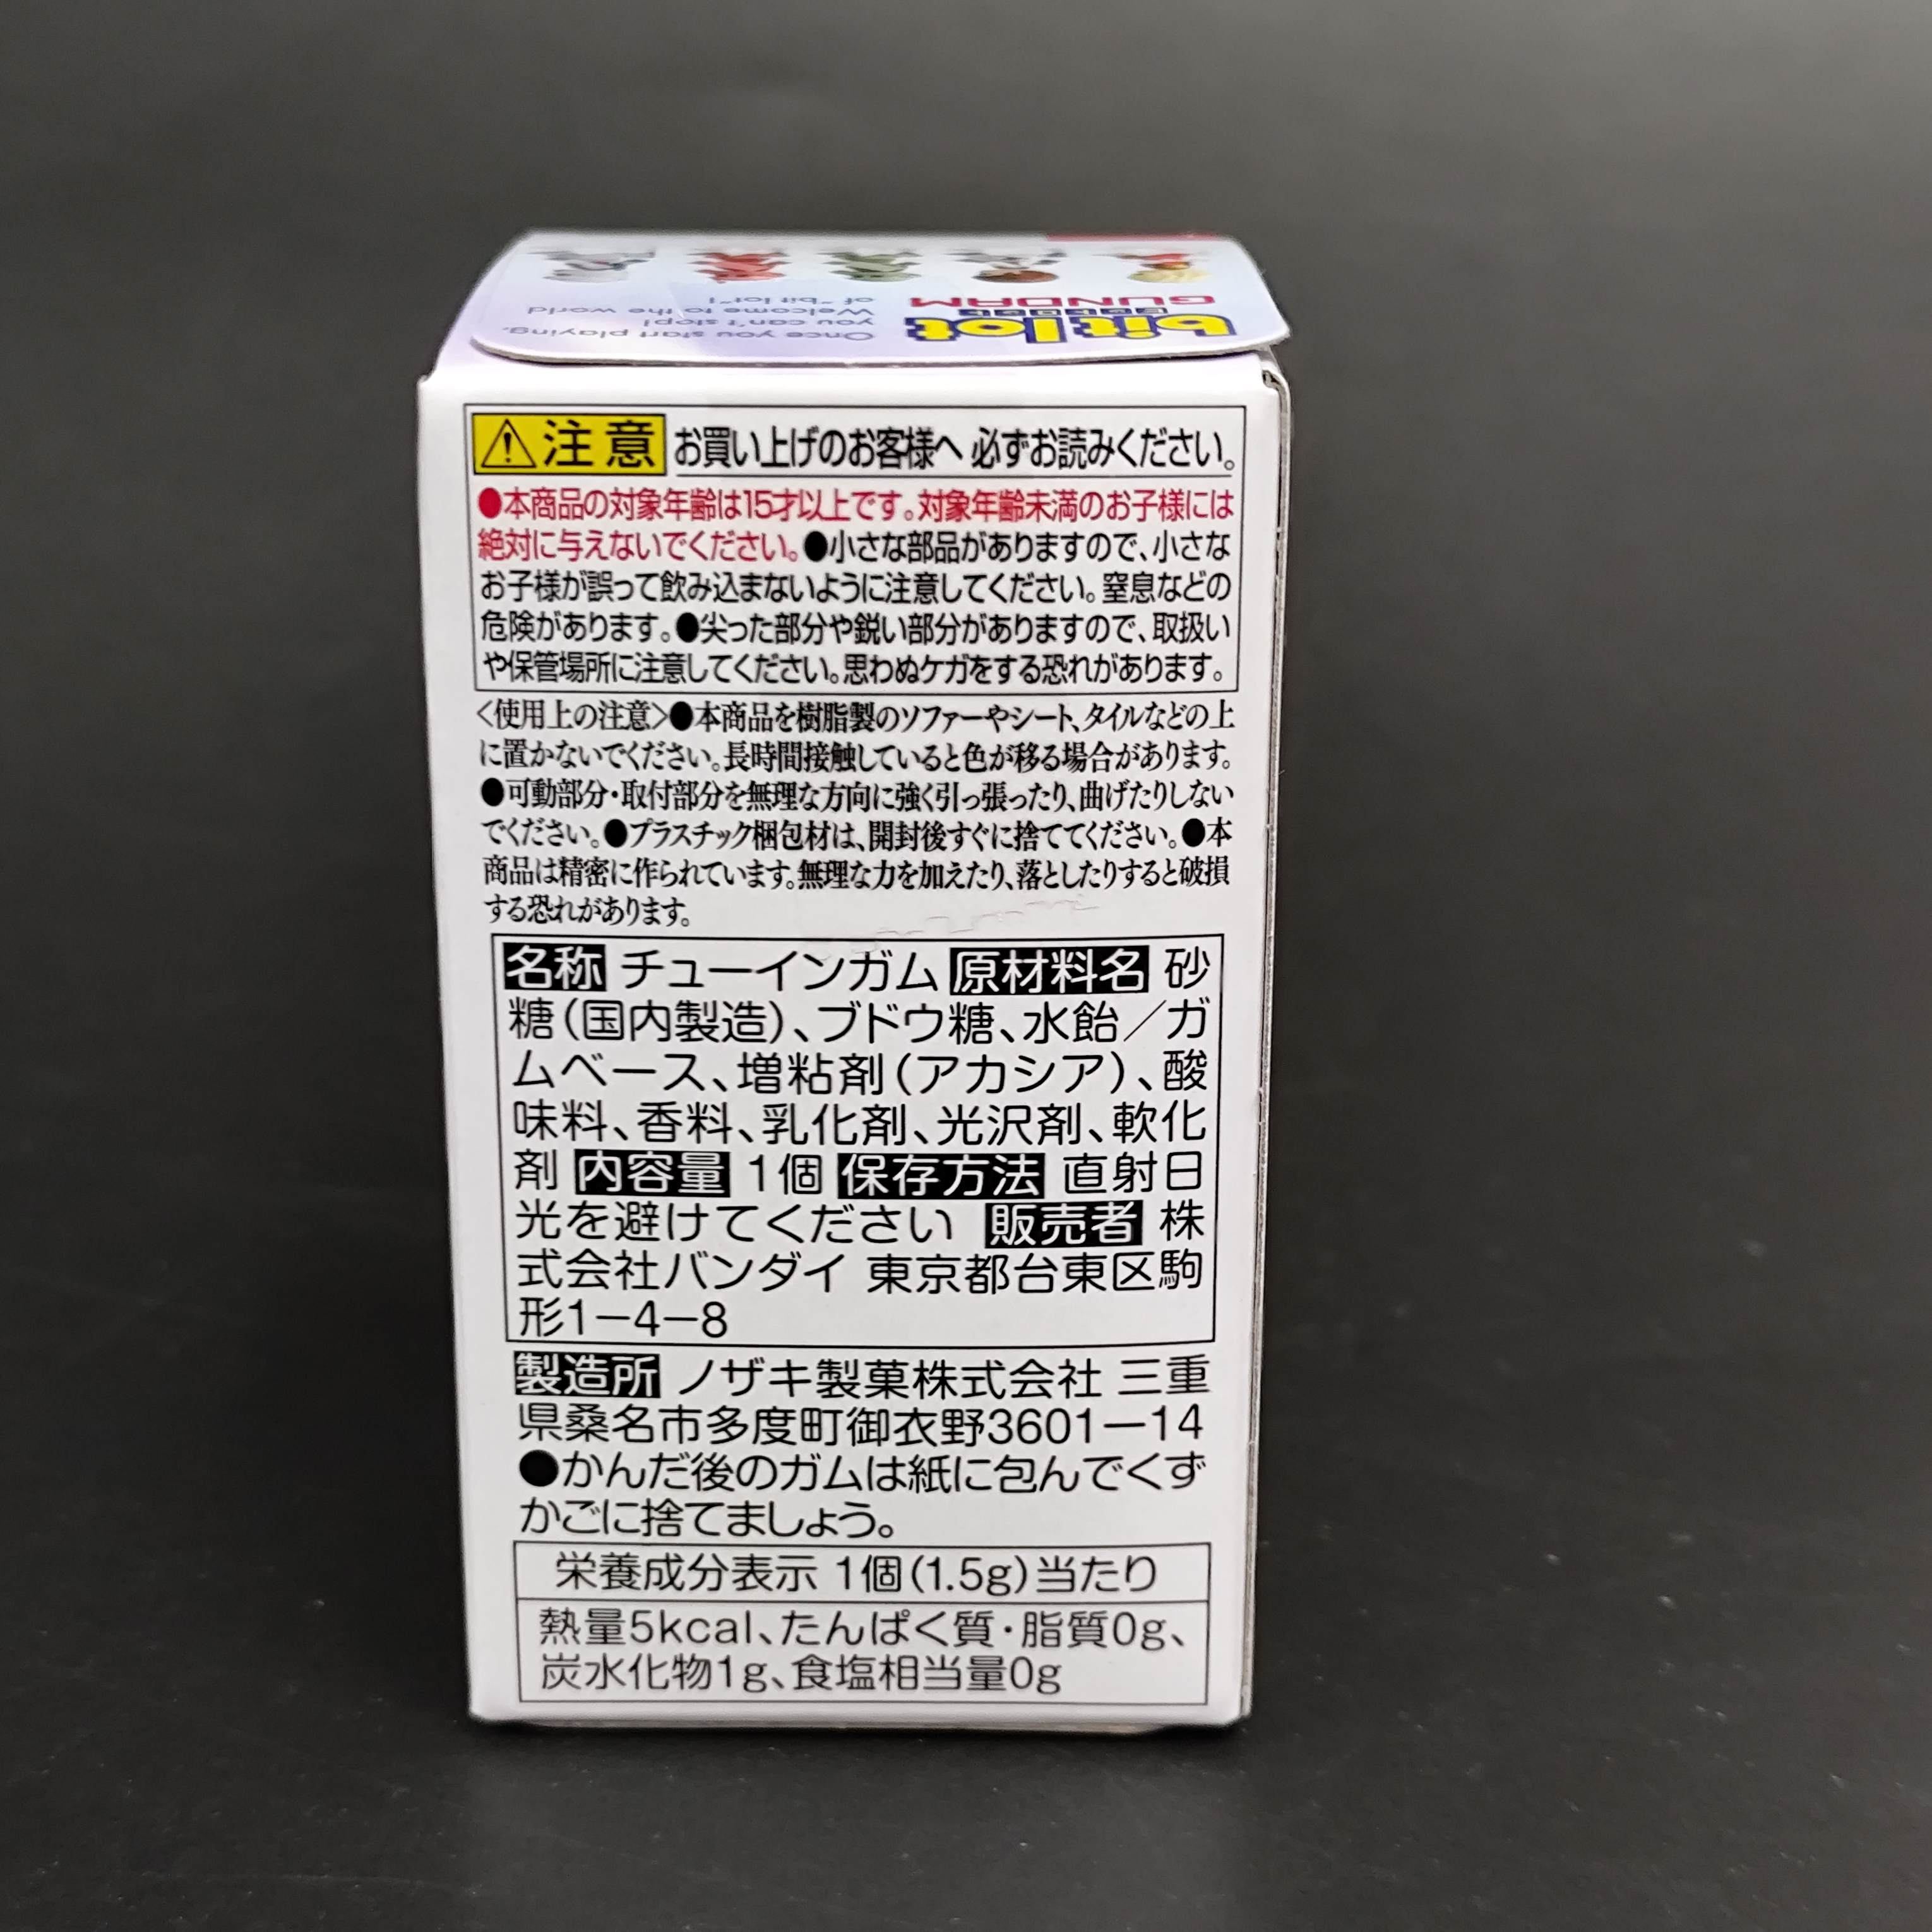 Once you start playing,
you can't stop!
Welcome to the world
of "bit lot"!
bit lot
GUNDAM
注意 お買い上げのお客様へ 必ずお読みください。
●本商品の対象年齢は15才以上です。対象年齢未満のお子様には
絶対に与えないでください。●小さな部品がありますので、小さな
お子様が誤って飲み込まないように注意してください。窒息などの
危険があります。●尖った部分や鋭い部分がありますので、取扱い
や保管場所に注意してください。思わぬケガをする恐れがあります。
<使用上の注意>●本商品を樹脂製のソファーやシート、タイルなどの上
に置かないでください。長時間接触していると色が移る場合があります。
●可動部分・取付部分を無理な方向に強く引っ張ったり、曲げたりしない
でください。●プラスチック梱包材は、開封後すぐに捨ててください。●本
商品は精密に作られています。無理な力を加えたり、落としたりすると破損
する恐れがあります。
名称 チューインガム 原材料名 砂
糖(国内製造)、ブドウ糖、水飴／ガ
ムベース、増粘剤(アカシア)、酸
味料、香料、乳化剤、光沢剤、軟化
剤 内容量 1個 保存方法 直射日
光を避けてください 販売者 株
式会社バンダイ 東京都台東区駒
形1－4－8
製造所 ノザキ製菓株式会社 三重
県桑名市多度町御衣野3601－14
●かんだ後のガムは紙に包んでくず
かごに捨てましょう。
栄養成分表示 1個(1.5g)当たり
熱量5kcal、たんぱく質・脂質0g、
炭水化物1g、食塩相当量0g